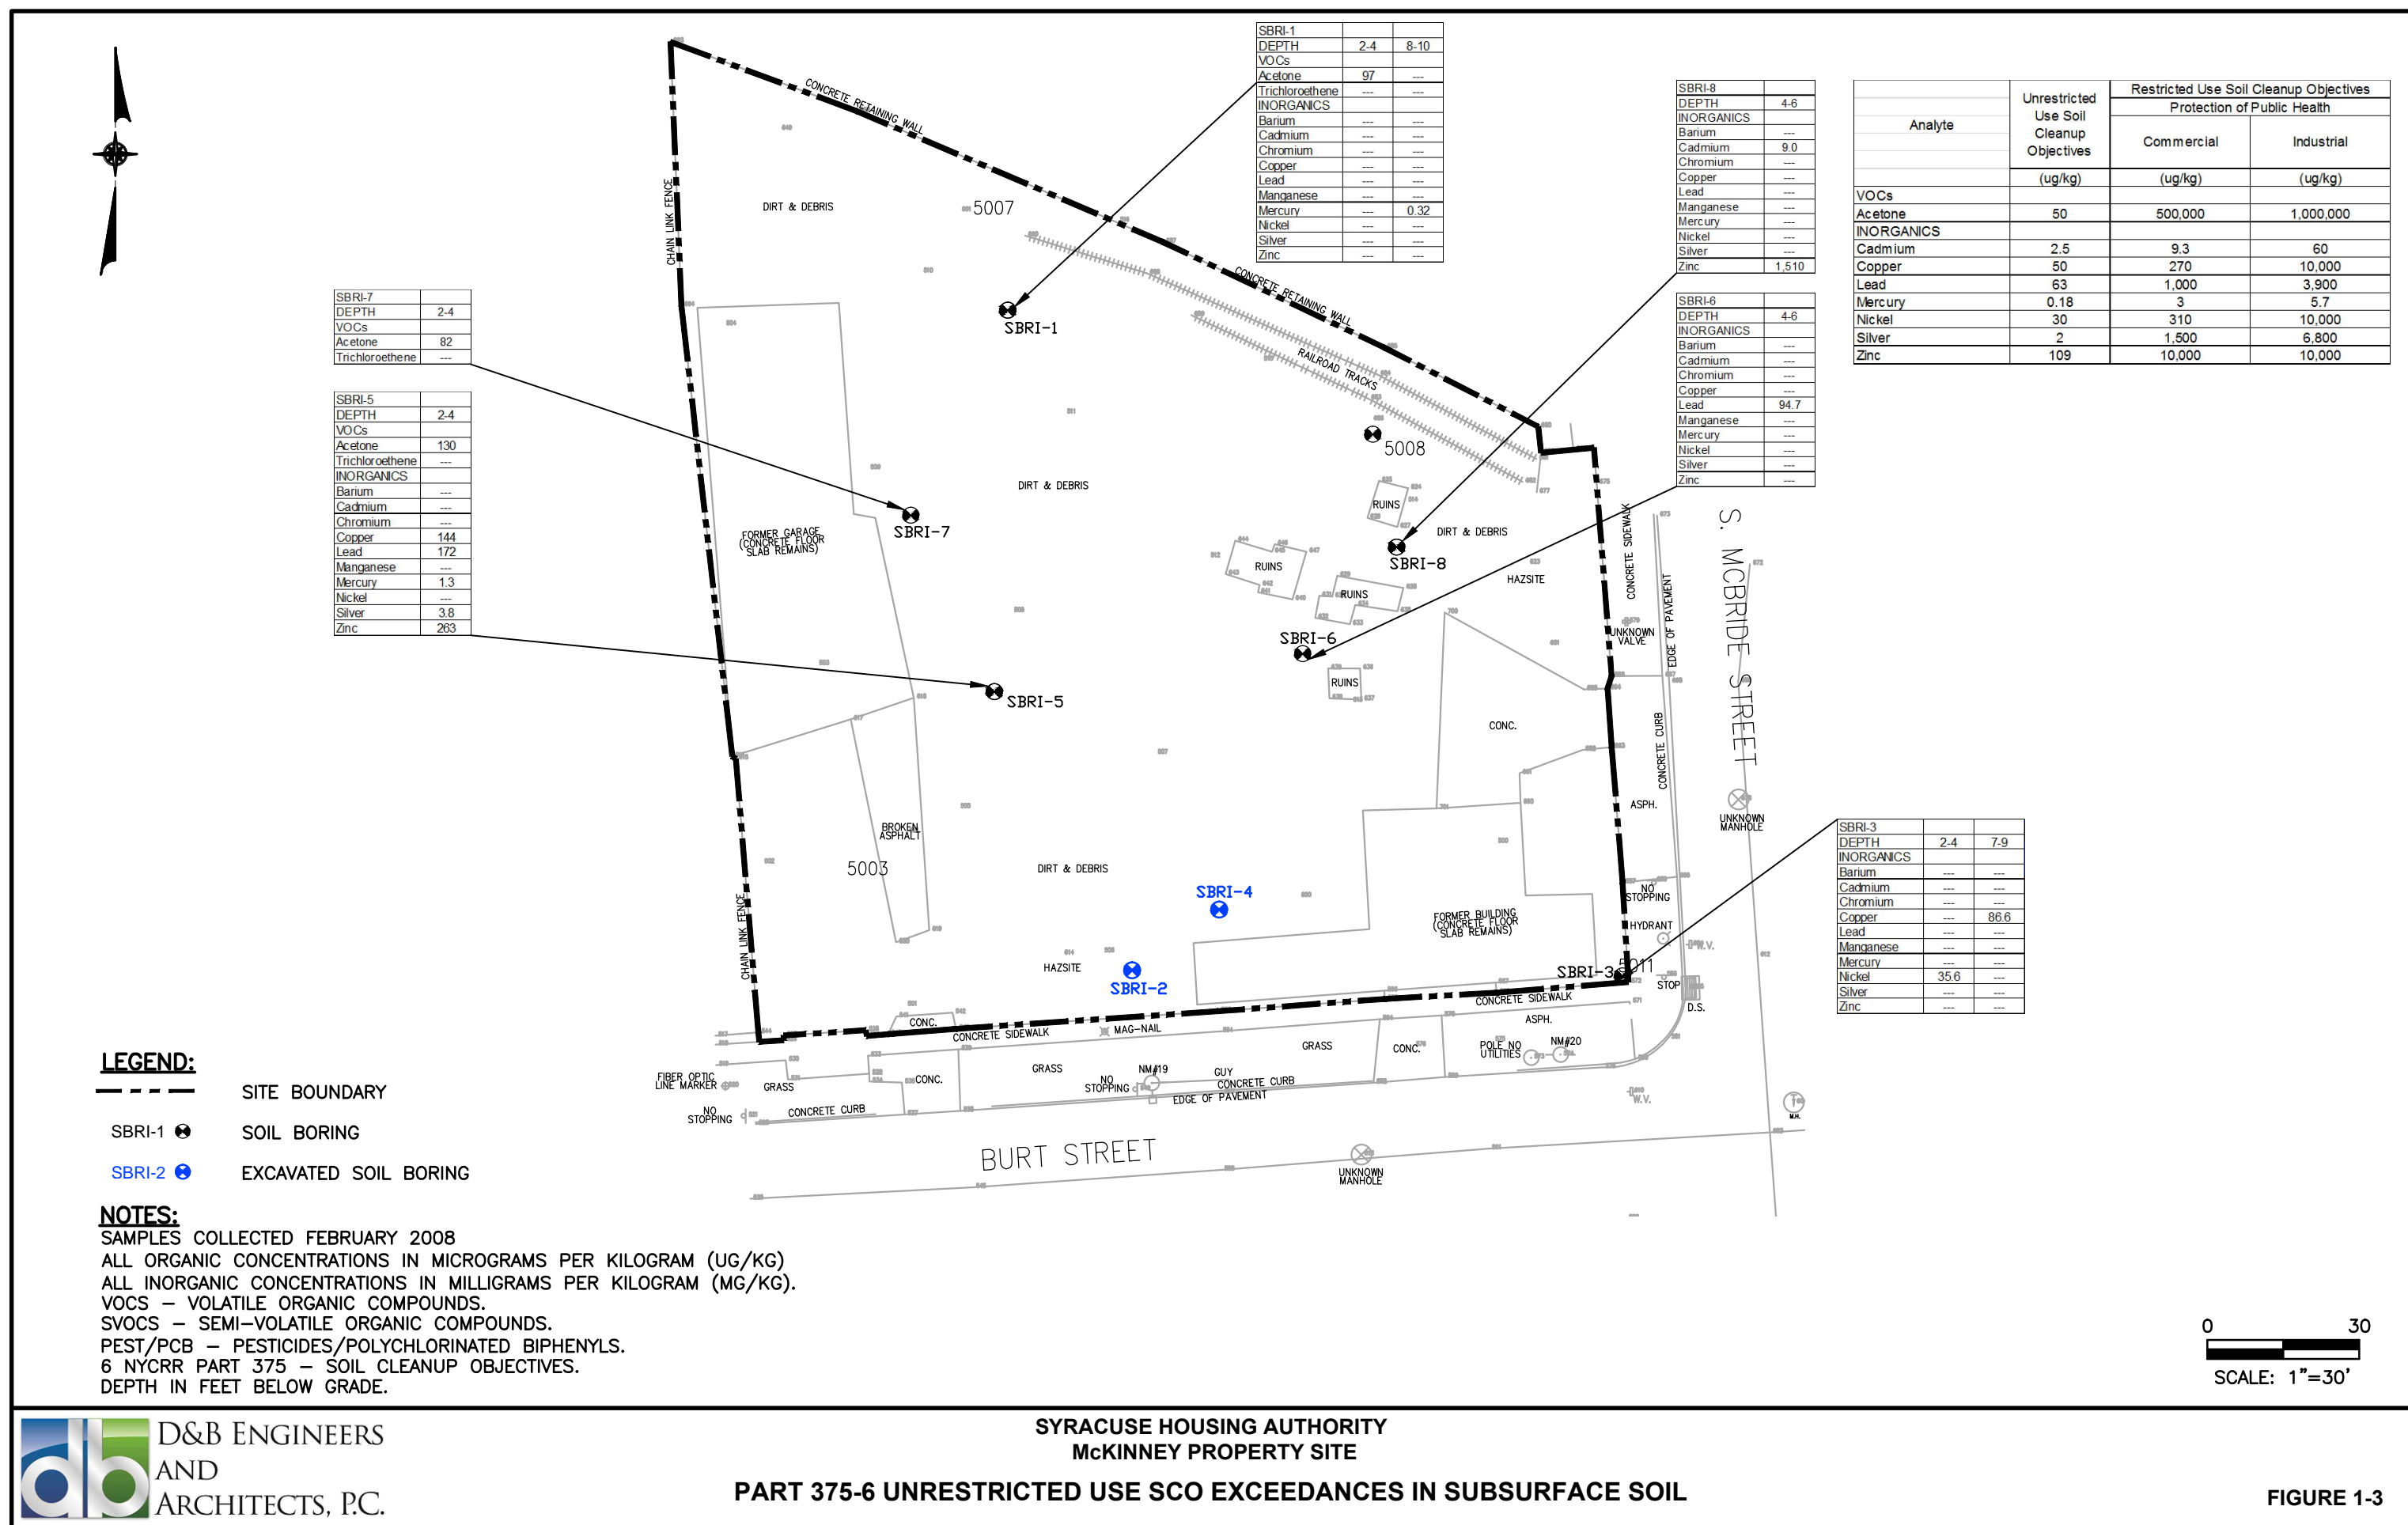 SBRI-1
DEPTH 2-4 8-10
VOCs
Acetone 97 ---
Trichloroethene --- ---
INORGANICS
Barium --- ---
Cadmium --- ---
Chromium --- ---
Copper --- ---
Lead --- ---
Manganese --- ---
Mercury --- 0.32
Nickel --- ---
Silver --- ---
Zinc --- ---
SBRI-8
DEPTH 4-6
INORGANICS
Barium ---
Cadmium 9.0
Chromium ---
Copper ---
Lead ---
Manganese ---
Mercury ---
Nickel ---
Silver ---
Zinc 1,510
Analyte
Unrestricted
Use Soil
Cleanup
Objectives
Restricted Use Soil Cleanup Objectives
Protection of Public Health
Commercial Industrial
(ug/kg) (ug/kg) (ug/kg)
VOCs
Acetone 50 500,000 1,000,000
INORGANICS
Cadmium 2.5 9.3 60
Copper 50 270 10,000
Lead 63 1,000 3,900
Mercury 0.18 3 5.7
Nickel 30 310 10,000
Silver 2 1,500 6,800
Zinc 109 10,000 10,000
SBRI-6
DEPTH 4-6
INORGANICS
Barium ---
Cadmium ---
Chromium ---
Copper ---
Lead 94.7
Manganese ---
Mercury ---
Nickel ---
Silver ---
Zinc ---
SBRI-7
DEPTH 2-4
VOCs
Acetone 82
Trichloroethene ---
SBRI-5
DEPTH 2-4
VOCs
Acetone 130
Trichloroethene ---
INORGANICS
Barium ---
Cadmium ---
Chromium ---
Copper 144
Lead 172
Manganese ---
Mercury 1.3
Nickel ---
Silver 3.8
Zinc 263
SBRI-3
DEPTH 2-4 7-9
INORGANICS
Barium --- ---
Cadmium --- ---
Chromium --- ---
Copper --- 86.6
Lead --- ---
Manganese --- ---
Mercury --- ---
Nickel 35.6 ---
Silver --- ---
Zinc --- ---
CONCRETE RETAINING WALL
CHAIN LINK FENCE
DIRT & DEBRIS
5007
CONCRETE RETAINING WALL
SBRI-1
RAILROAD TRACKS
5008
DIRT & DEBRIS
RUINS
DIRT & DEBRIS
SBRI-7
FORMER GARAGE
(CONCRETE FLOOR
SLAB REMAINS)
SBRI-8
RUINS
HAZSITE
RUINS
CONCRETE SIDEWALK
S. MCBRIDE STREET
EDGE OF PAVEMENT
UNKNOWN
VALVE
SBRI-6
RUINS
SBRI-5
CONC.
CONCRETE CURB
ASPH.
UNKNOWN
MANHOLE
BROKEN
ASPHALT
5003
DIRT & DEBRIS
SBRI-4
NO
STOPPING
FORMER BUILDING
(CONCRETE FLOOR
SLAB REMAINS)
HYDRANT
W.V.
CHAIN LINK FENCE
HAZSITE
SBRI-2
SBRI-3
5011
STOP
D.S.
CONCRETE SIDEWALK
CONC.
CONCRETE SIDEWALK
MAG-NAIL
ASPH.
GRASS
CONC.
POLE NO
UTILITIES
NM#20
FIBER OPTIC
LINE MARKER
GRASS
CONC.
GRASS
NO
STOPPING
NM#19
GUY
CONCRETE CURB
EDGE OF PAVEMENT
W.V.
M.H.
NO
STOPPING
CONCRETE CURB
BURT STREET
UNKNOWN
MANHOLE
LEGEND:
SITE BOUNDARY
SBRI-1 SOIL BORING
SBRI-2 EXCAVATED SOIL BORING
NOTES:
SAMPLES COLLECTED FEBRUARY 2008
ALL ORGANIC CONCENTRATIONS IN MICROGRAMS PER KILOGRAM (UG/KG)
ALL INORGANIC CONCENTRATIONS IN MILLIGRAMS PER KILOGRAM (MG/KG).
VOCS – VOLATILE ORGANIC COMPOUNDS.
SVOCS – SEMI–VOLATILE ORGANIC COMPOUNDS.
PEST/PCB – PESTICIDES/POLYCHLORINATED BIPHENYLS.
6 NYCRR PART 375 – SOIL CLEANUP OBJECTIVES.
DEPTH IN FEET BELOW GRADE.
0 30
SCALE: 1"=30'
db
D&B ENGINEERS
AND
ARCHITECTS, P.C.
SYRACUSE HOUSING AUTHORITY
McKINNEY PROPERTY SITE
PART 375-6 UNRESTRICTED USE SCO EXCEEDANCES IN SUBSURFACE SOIL
FIGURE 1-3